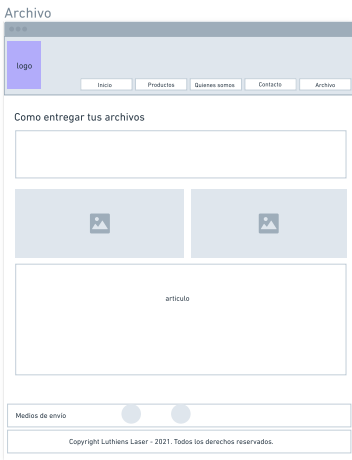 Archivo
logo
Inicio
Productos
Quienes somos
Contacto
Archivo
Como entregar tus archivos
articulo
Medios de envío
Copyright Luthiens Laser - 2021. Todos los derechos reservados.